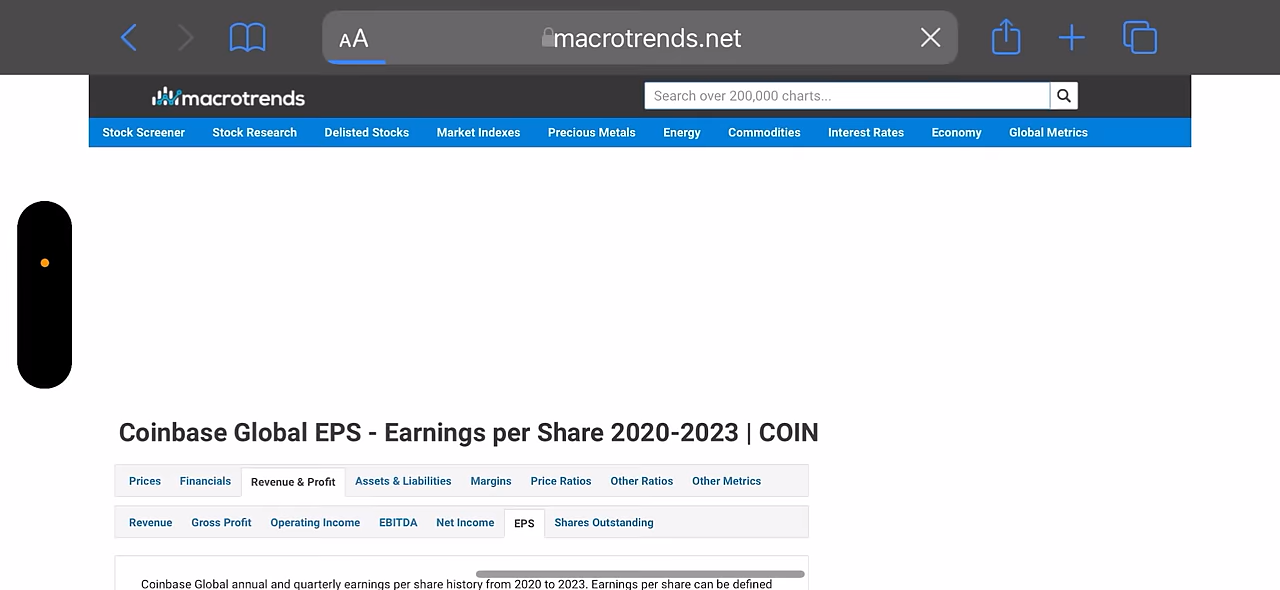 AA macrotrends.net
macrotrends
Search over 200,000 charts...
Stock Screener Stock Research Delisted Stocks Market Indexes Precious Metals Energy Commodities Interest Rates Economy Global Metrics
Coinbase Global EPS - Earnings per Share 2020-2023 | COIN
Prices Financials Revenue & Profit Assets & Liabilities Margins Price Ratios Other Ratios Other Metrics
Revenue Gross Profit Operating Income EBITDA Net Income EPS Shares Outstanding
Coinbase Global annual and quarterly earnings per share history from 2020 to 2023. Earnings per share can be defined